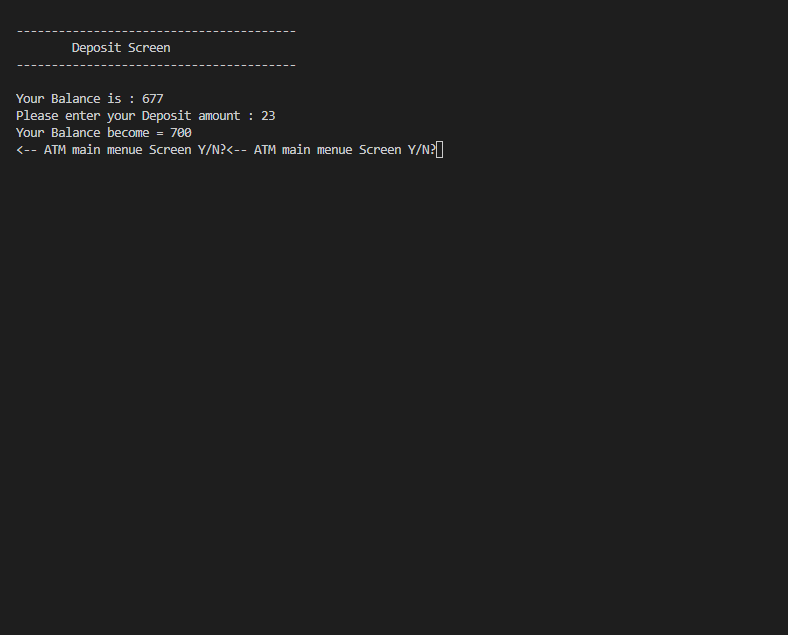 ----------------------------------------
Deposit Screen
----------------------------------------
Your Balance is : 677
Please enter your Deposit amount : 23
Your Balance become = 700
<-- ATM main menue Screen Y/N?<-- ATM main menue Screen Y/N?